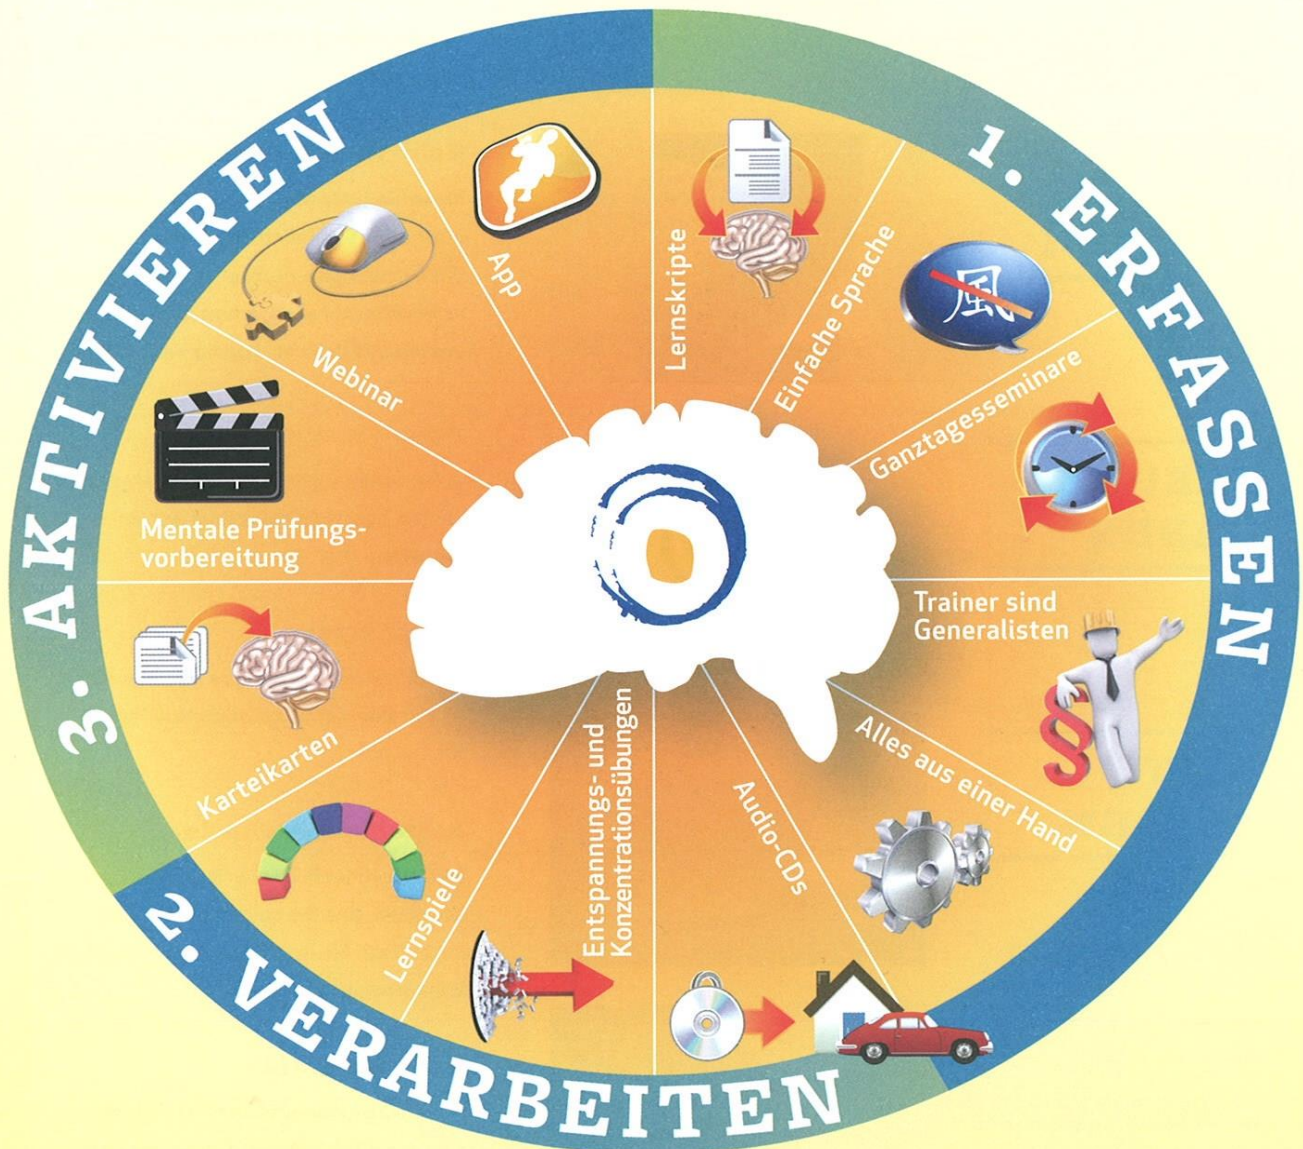 1. ERFASSEN
Lernskripte
Einfache Sprache
風
Ganztagesseminare
Trainer sind
Generalisten
§
Alles aus einer Hand
2. VERARBEITEN
Audio-CDs
Entspannungs- und
Konzentrationsübungen
Lernspiele
3. AKTIVIEREN
Karteikarten
Mentale Prüfungs-
vorbereitung
Webinar
App